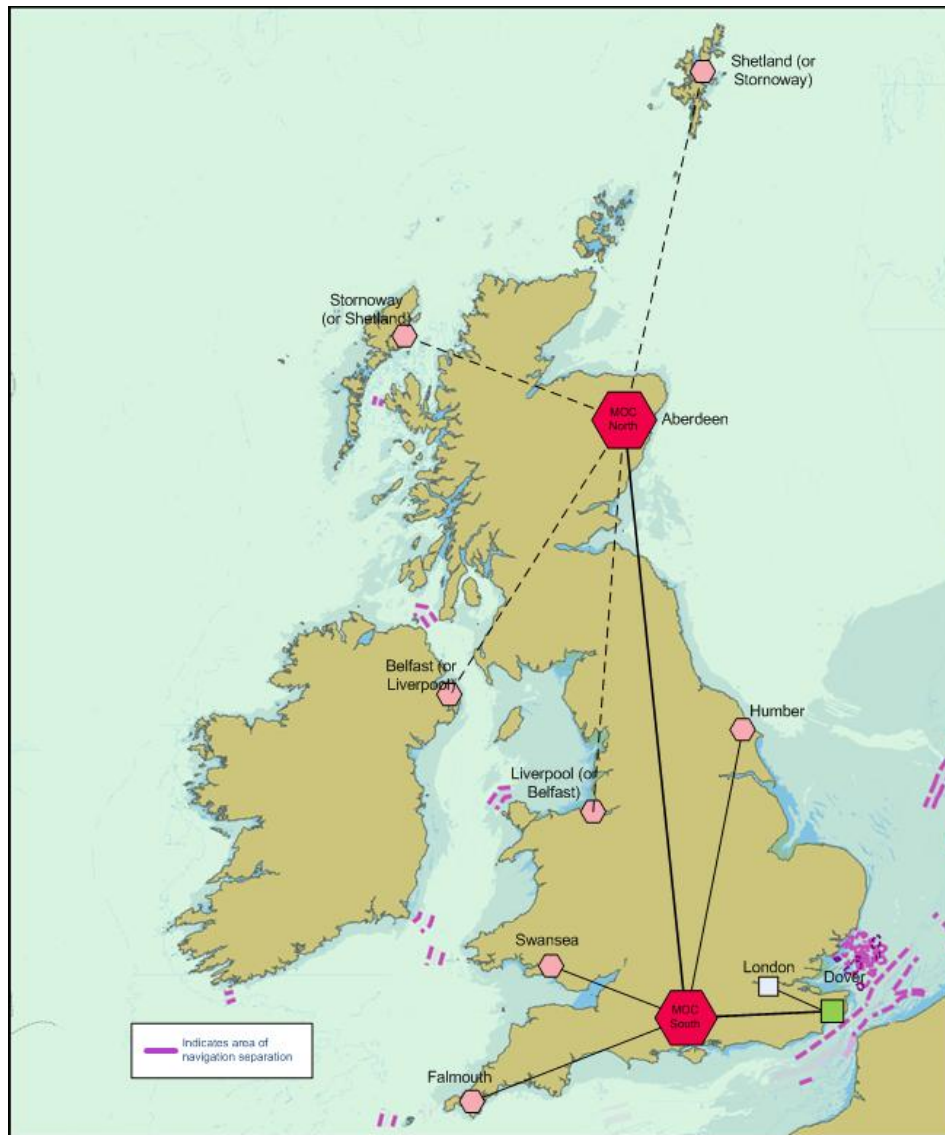 Shetland (or
Stornoway)
Stornoway
(or Shetland)
MOC
North
Aberdeen
Belfast (or
Liverpool)
Humber
Liverpool (or
Belfast)
Swansea
London
Dover
MOC
South
Indicates area of
navigation separation
Falmouth